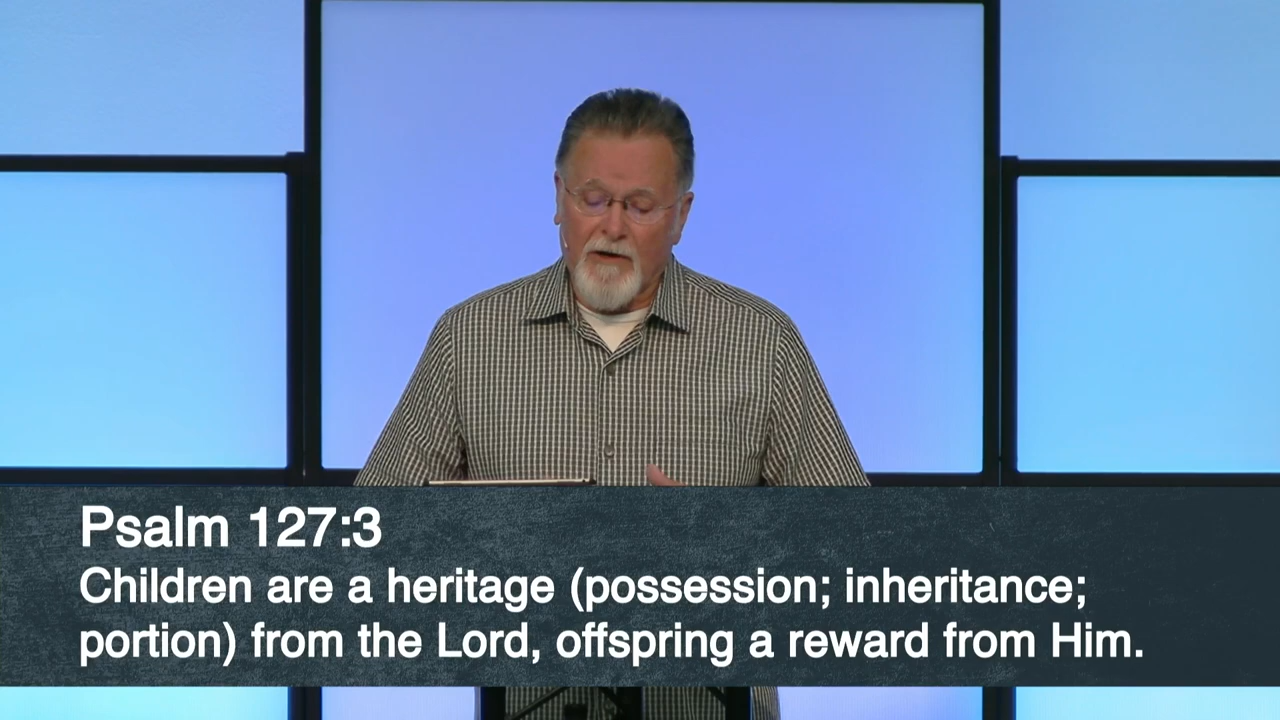 Psalm 127:3
Children are a heritage (possession; inheritance;
portion) from the Lord, offspring a reward from Him.